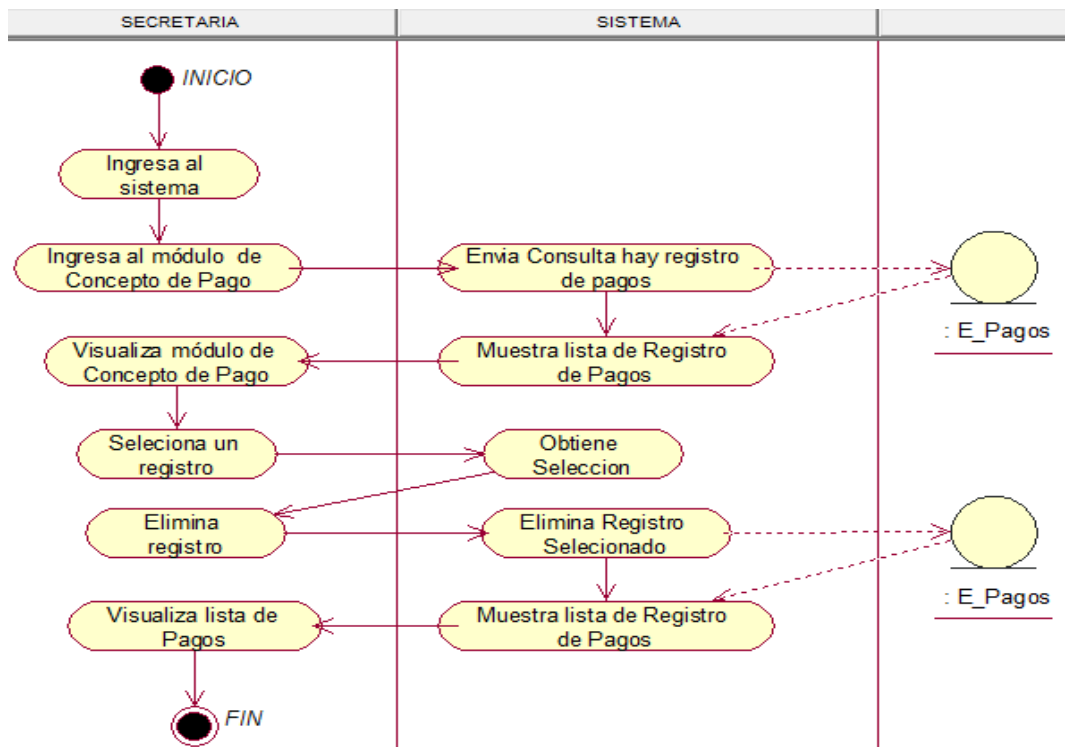 SECRETARIA
SISTEMA
INICIO
Ingresa al
sistema
Ingresa al módulo de
Concepto de Pago
Envia Consulta hay registro
de pagos
: E_Pagos
Visualiza módulo de
Concepto de Pago
Muestra lista de Registro
de Pagos
Seleciona un
registro
Obtiene
Seleccion
Elimina
registro
Elimina Registro
Selecionado
: E_Pagos
Visualiza lista de
Pagos
Muestra lista de Registro
de Pagos
FIN